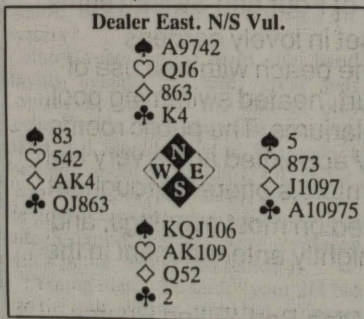 Dealer East. N/S Vul.
♠ A9742
♡ QJ6
♢ 863
♣ K4
♠ 83
♡ 542
♢ AK4
♣ QJ863
N
W E
S
♠ 5
♡ 873
♢ J1097
♣ A10975
♠ KQJ106
♡ AK109
♢ Q52
♣ 2